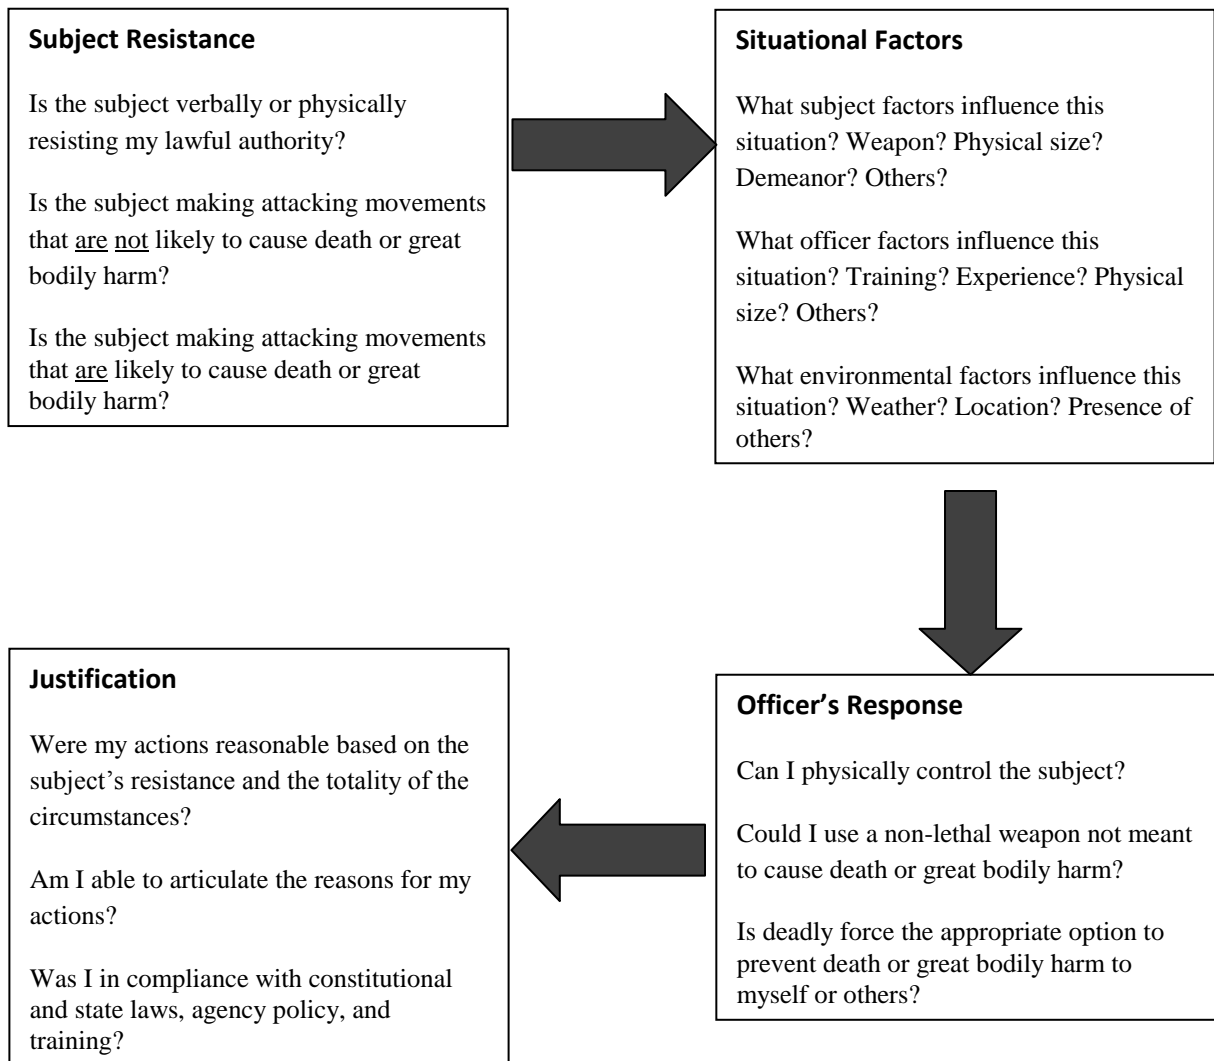 Subject Resistance
Is the subject verbally or physically
resisting my lawful authority?
Is the subject making attacking movements
that are not likely to cause death or great
bodily harm?
Is the subject making attacking movements
that are likely to cause death or great
bodily harm?
Situational Factors
What subject factors influence this
situation? Weapon? Physical size?
Demeanor? Others?
What officer factors influence this
situation? Training? Experience? Physical
size? Others?
What environmental factors influence this
situation? Weather? Location? Presence of
others?
Officer’s Response
Can I physically control the subject?
Could I use a non-lethal weapon not meant
to cause death or great bodily harm?
Is deadly force the appropriate option to
prevent death or great bodily harm to
myself or others?
Justification
Were my actions reasonable based on the
subject’s resistance and the totality of the
circumstances?
Am I able to articulate the reasons for my
actions?
Was I in compliance with constitutional
and state laws, agency policy, and
training?